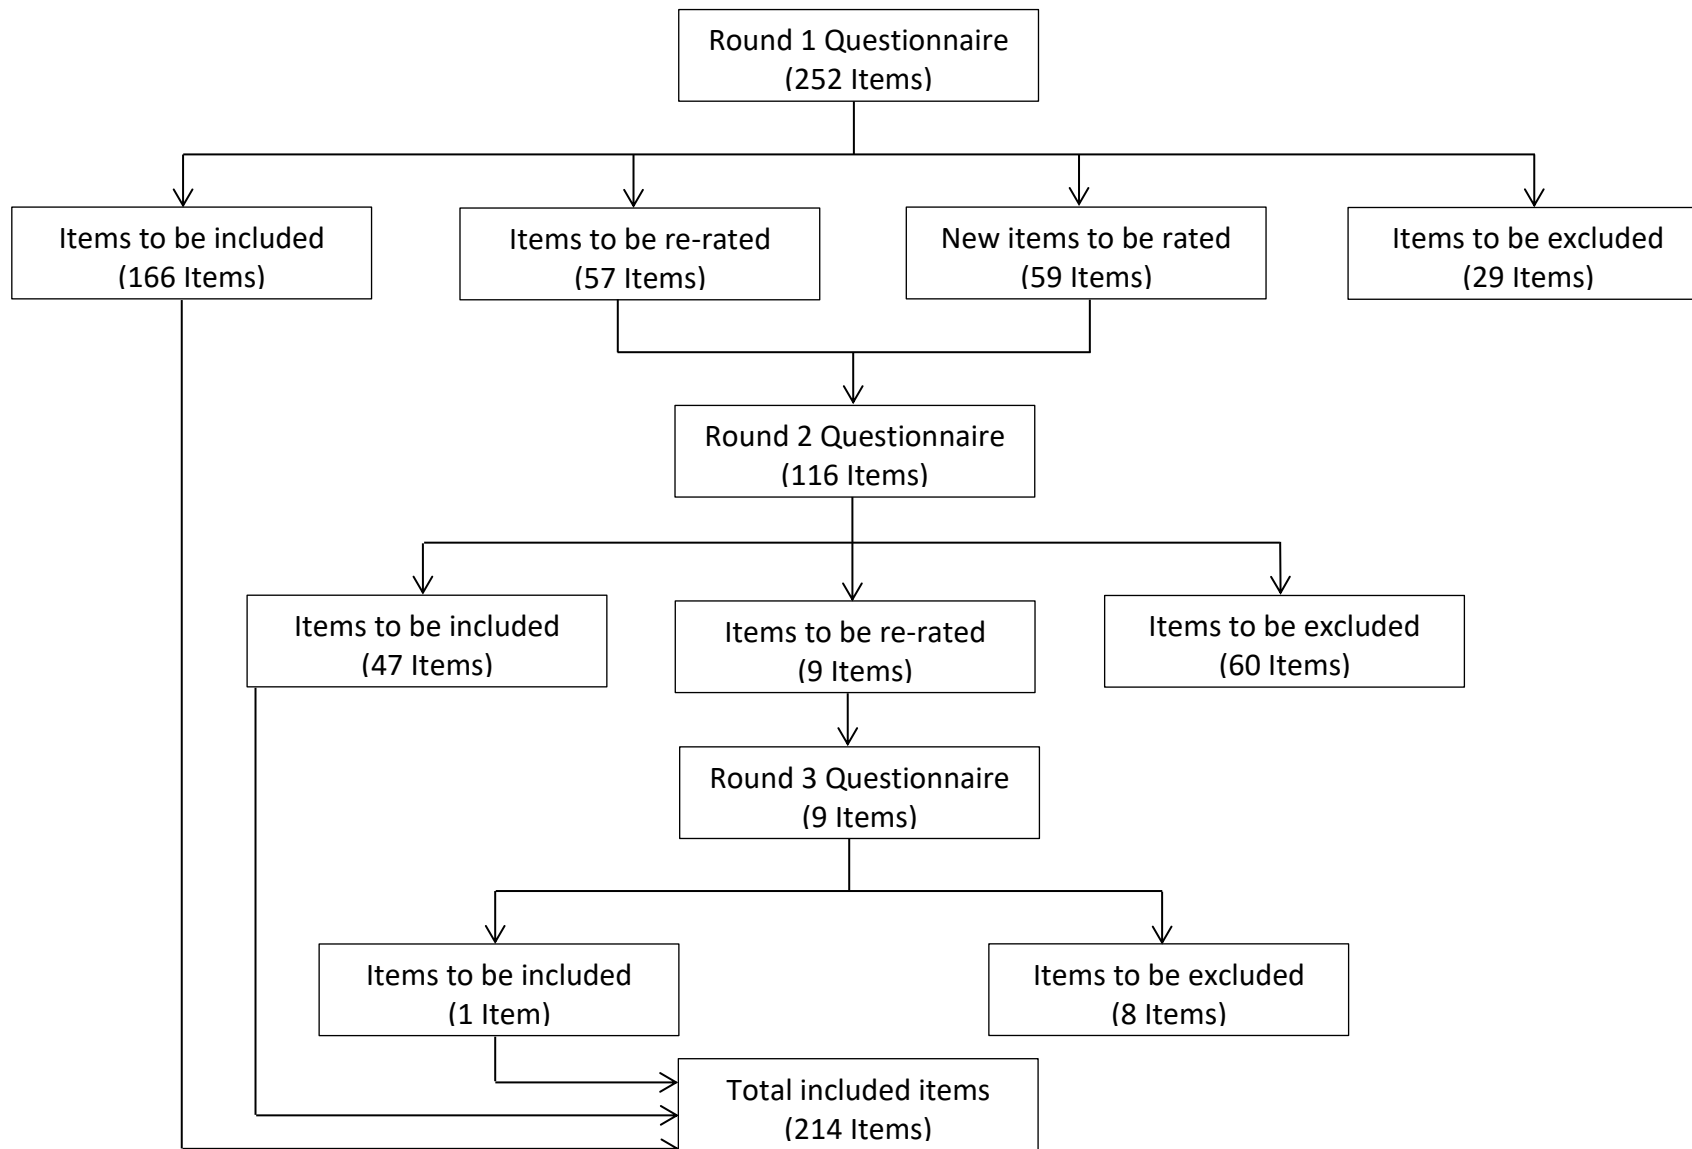 Round 1 Questionnaire
(252 Items)
Items to be included
(166 Items)
Items to be re-rated
(57 Items)
New items to be rated
(59 Items)
Items to be excluded
(29 Items)
Round 2 Questionnaire
(116 Items)
Items to be included
(47 Items)
Items to be re-rated
(9 Items)
Items to be excluded
(60 Items)
Round 3 Questionnaire
(9 Items)
Items to be included
(1 Item)
Items to be excluded
(8 Items)
Total included items
(214 Items)